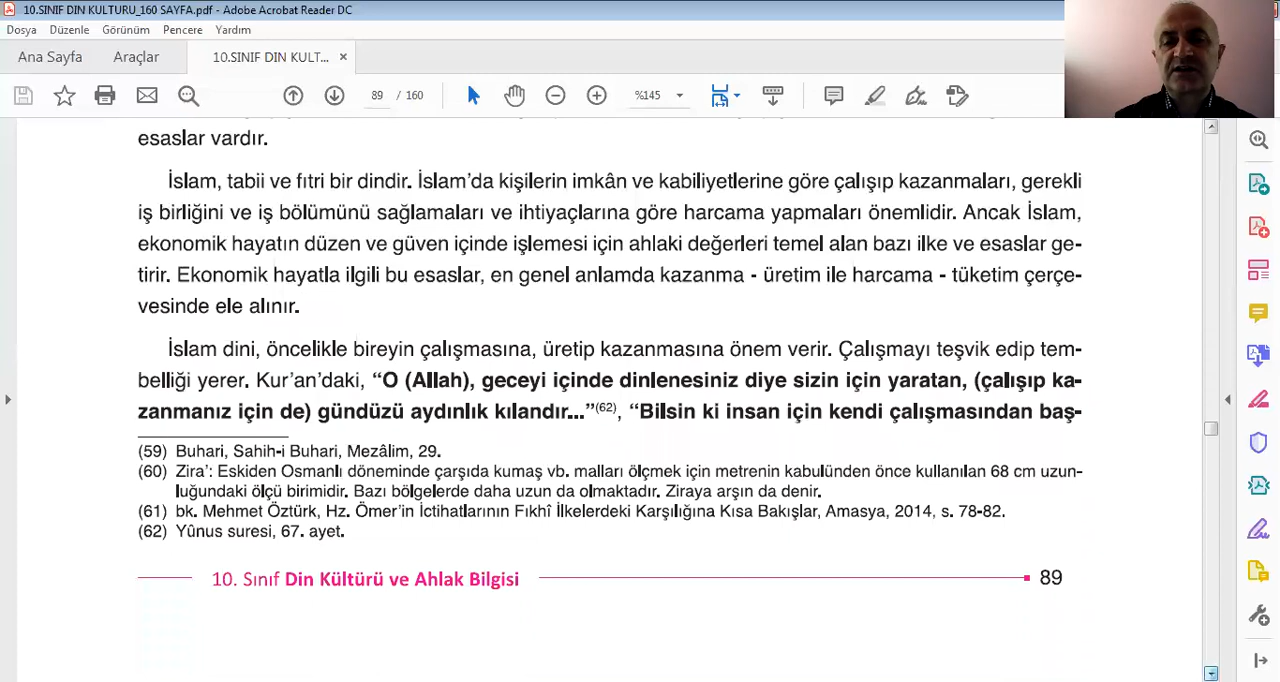 10.SINIF DIN KULTURU_160 SAYFA.pdf - Adobe Acrobat Reader DC
Dosya Düzenle Görünüm Pencere Yardım
Ana Sayfa Araçlar 10.SINIF DIN KULT... ×
89 / 160 %145
esaslar vardır.
İslam, tabii ve fıtri bir dindir. İslam’da kişilerin imkân ve kabiliyetlerine göre çalışıp kazanmaları, gerekli
iş birliğini ve iş bölümünü sağlamaları ve ihtiyaçlarına göre harcama yapmaları önemlidir. Ancak İslam,
ekonomik hayatın düzen ve güven içinde işlemesi için ahlaki değerleri temel alan bazı ilke ve esaslar ge-
tirir. Ekonomik hayatla ilgili bu esaslar, en genel anlamda kazanma - üretim ile harcama - tüketim çerçe-
vesinde ele alınır.
İslam dini, öncelikle bireyin çalışmasına, üretip kazanmasına önem verir. Çalışmayı teşvik edip tem-
belliği yerer. Kur’an’daki, “O (Allah), geceyi içinde dinlenesiniz diye sizin için yaratan, (çalışıp ka-
zanmanız için de) gündüzü aydınlık kılandır...”(62), “Bilsin ki insan için kendi çalışmasından baş-
(59) Buhari, Sahih-i Buhari, Mezâlim, 29.
(60) Zira’: Eskiden Osmanlı döneminde çarşıda kumaş vb. malları ölçmek için metrenin kabulünden önce kullanılan 68 cm uzun-
luğundaki ölçü birimidir. Bazı bölgelerde daha uzun da olmaktadır. Ziraya arşın da denir.
(61) bk. Mehmet Öztürk, Hz. Ömer’in İctihatlarının Fıkhî İlkelerdeki Karşılığına Kısa Bakışlar, Amasya, 2014, s. 78-82.
(62) Yûnus suresi, 67. ayet.
10. Sınıf Din Kültürü ve Ahlak Bilgisi 89